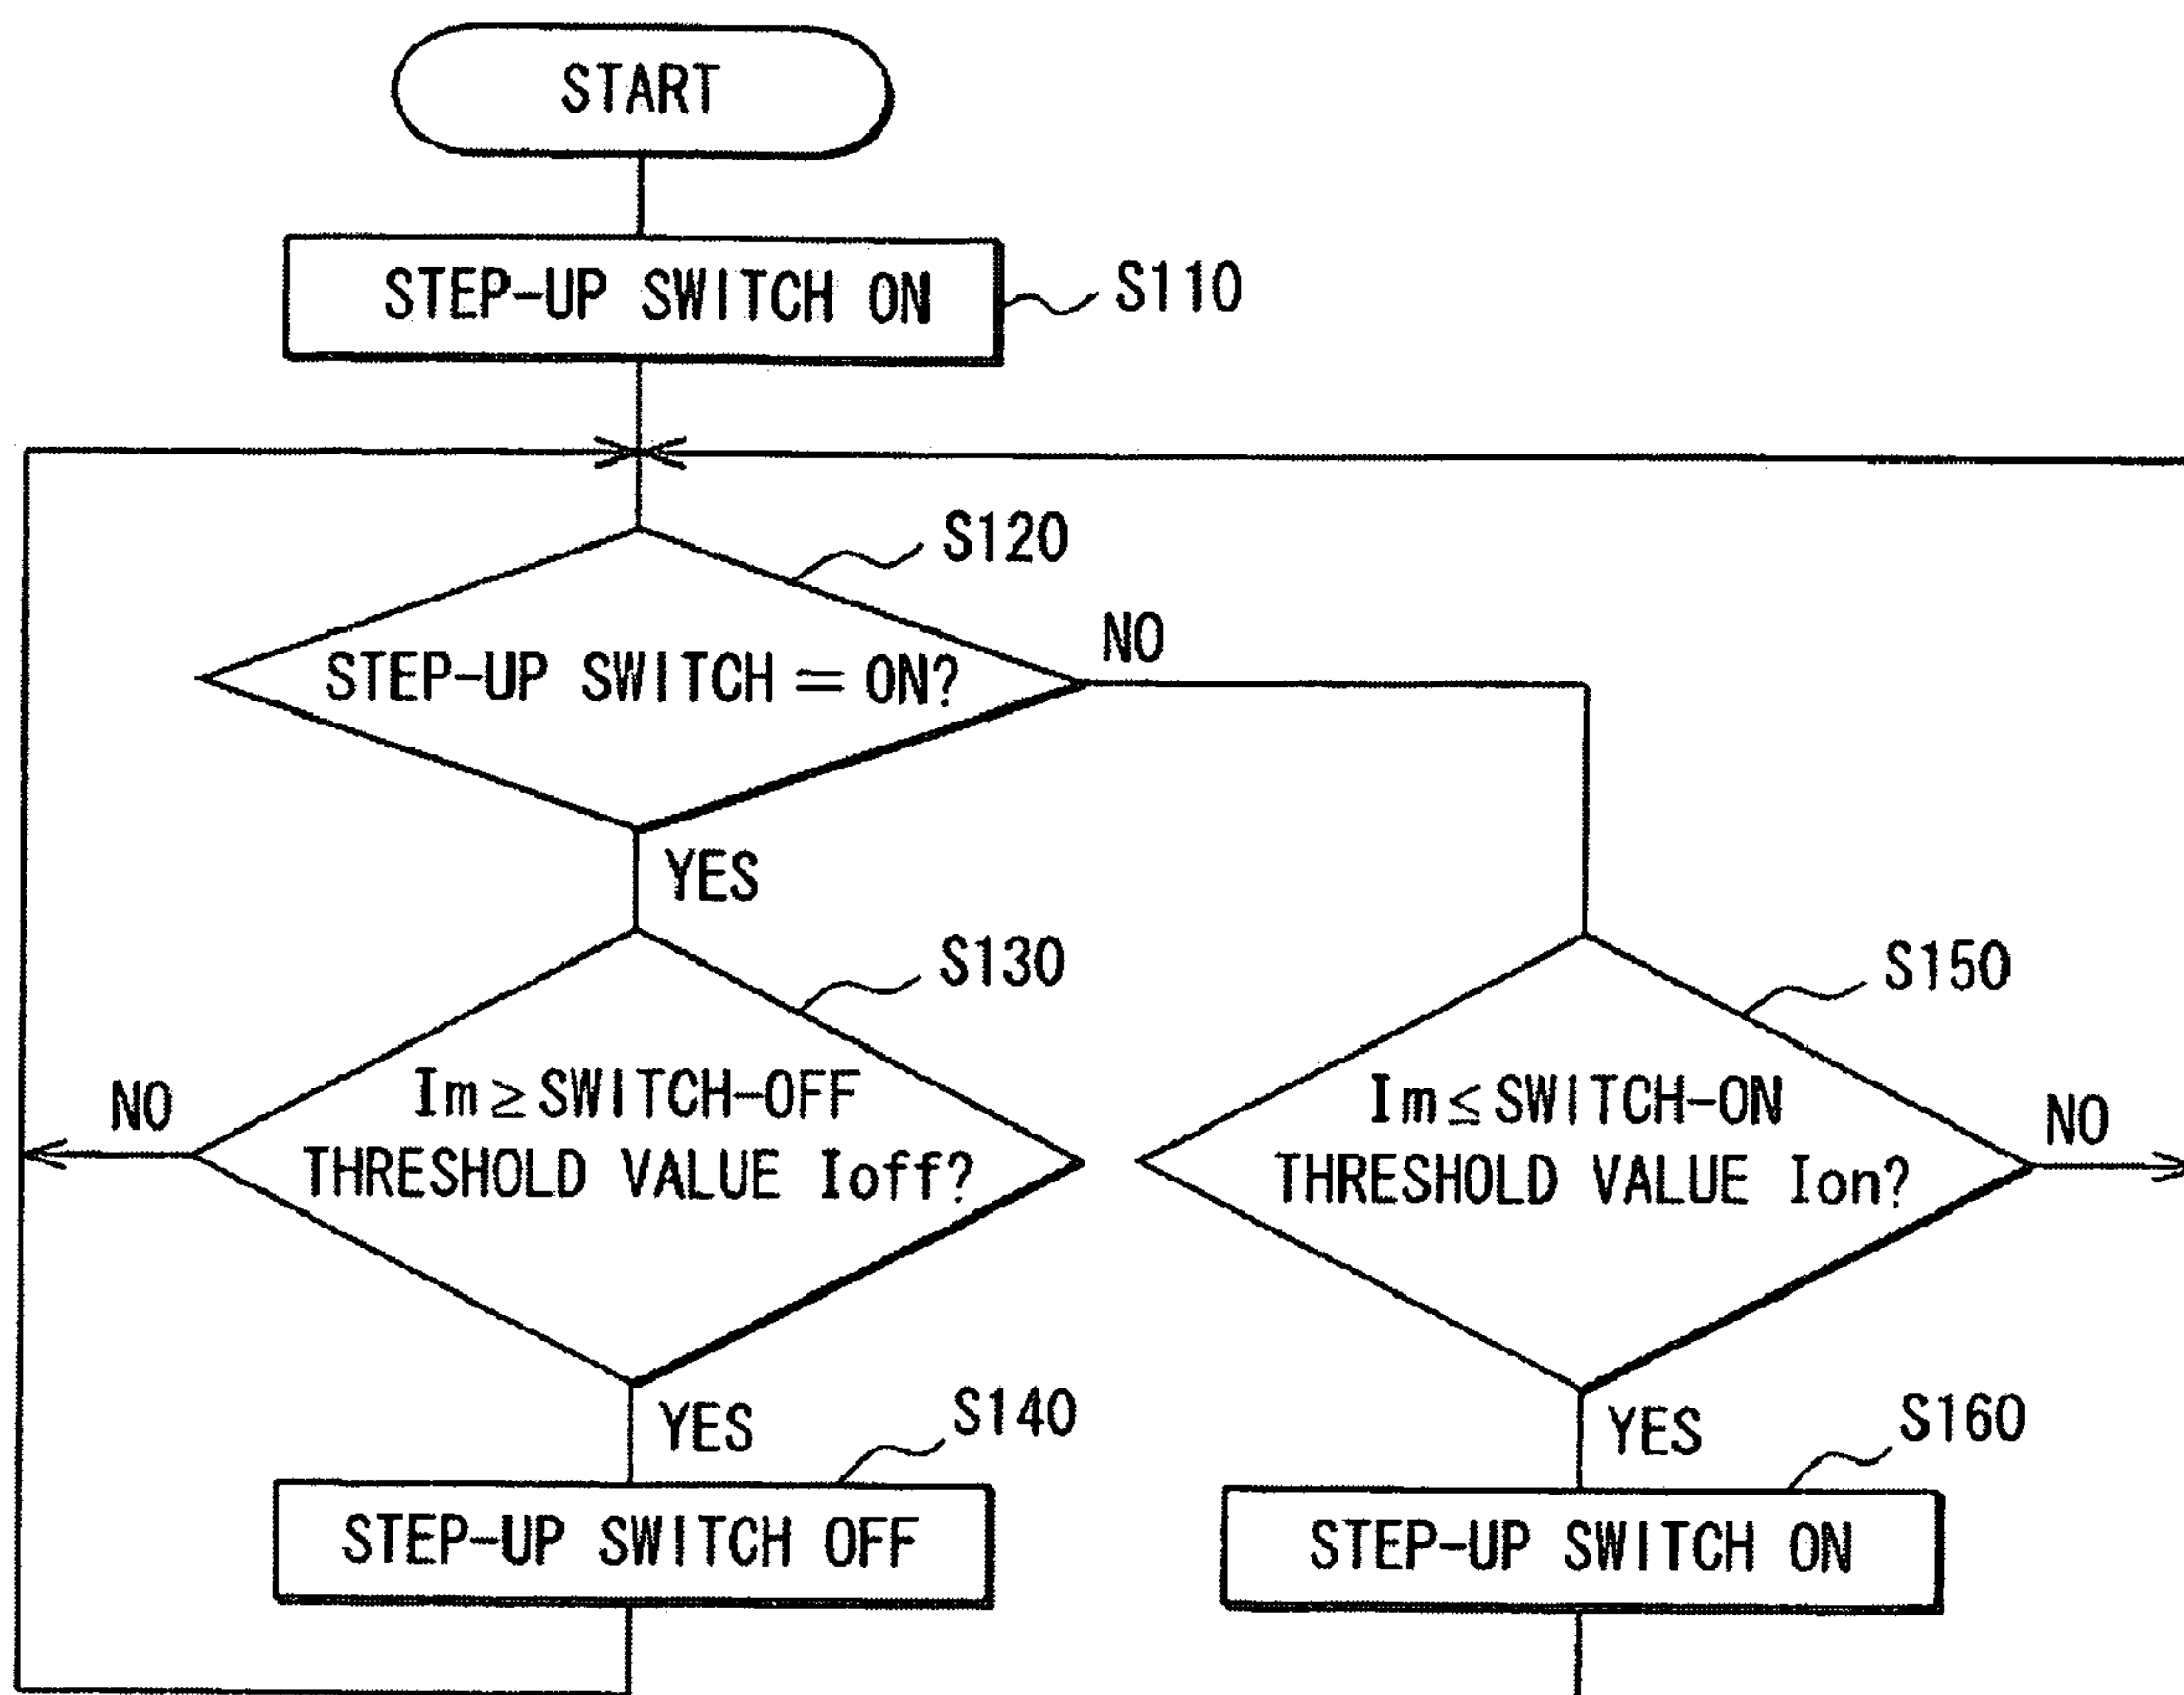 START
STEP-UP SWITCH ON
S110
S120
STEP-UP SWITCH = ON?
NO
YES
S130
Im ≥ SWITCH-OFF
THRESHOLD VALUE Ioff?
NO
YES
S140
STEP-UP SWITCH OFF
S150
Im ≤ SWITCH-ON
THRESHOLD VALUE Ion?
NO
YES
S160
STEP-UP SWITCH ON